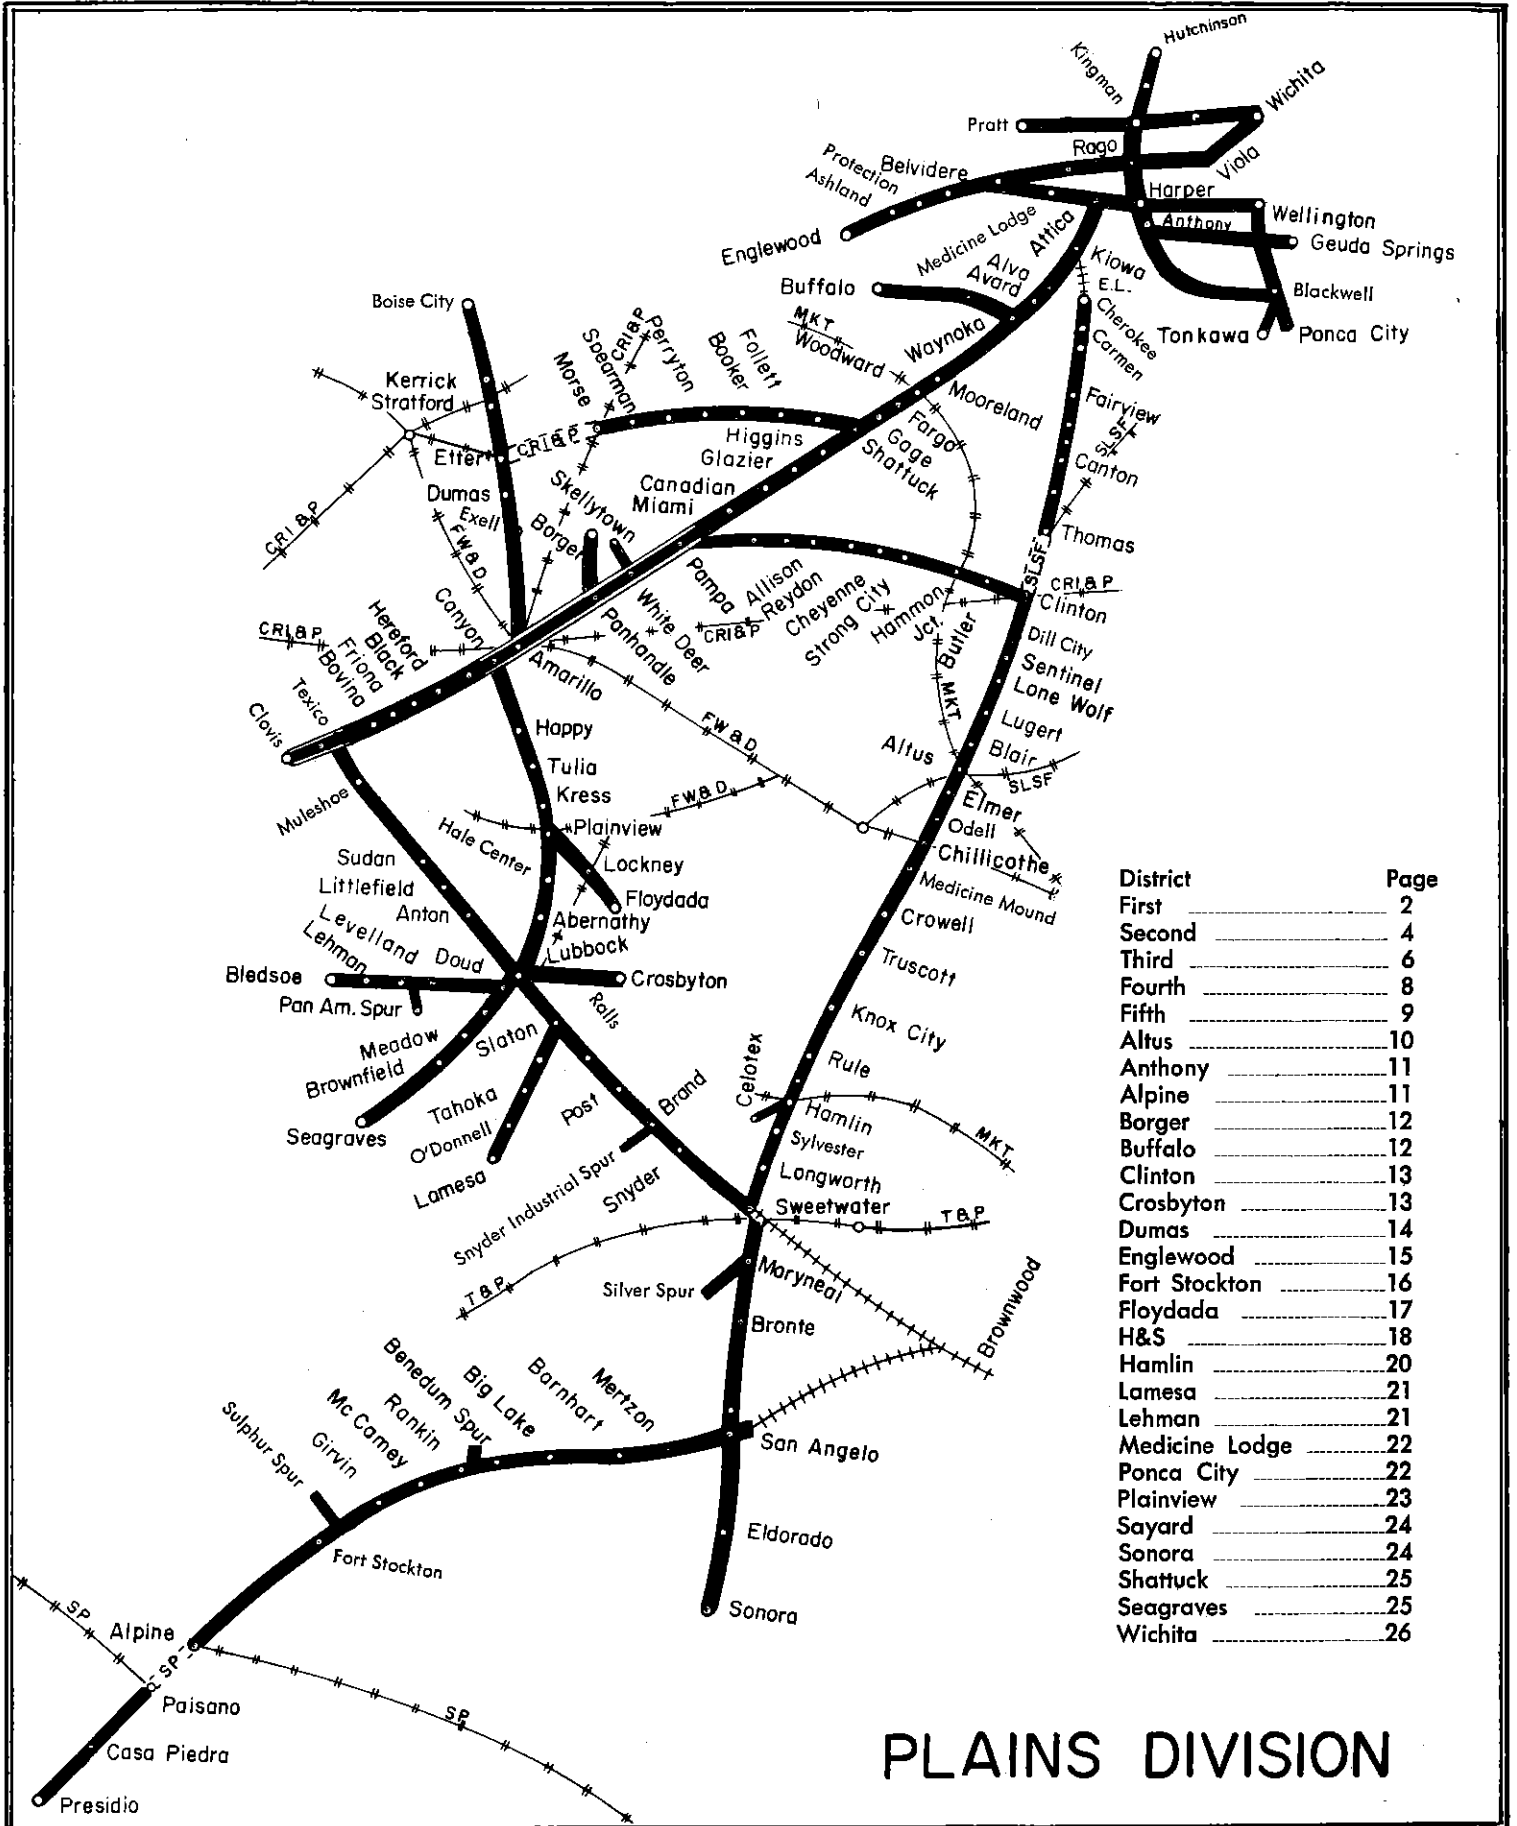 Hutchinson
Kingman
Wichita
Pratt
Rago
Viola
Protection
Belvidere
Ashland
Harper
Wellington
Anthony
Geuda Springs
Englewood
Medicine Lodge
Attica
Kiowa
E.L.
Alva
Avard
Buffalo
Blackwell
Cherokee
Tonkawa
Ponca City
Carmen
Boise City
MKT
Woodward
Waynoka
CRI&P
Perryton
Spearman
Morse
Booker
Follett
Kerrick
Stratford
Mooreland
Fairview
SLSF
Fargo
Gage
Shattuck
Higgins
Glazier
Canadian
Miami
Etter
CRI&P
Canton
Dumas
Exell
Skellytown
Borger
CRI&P
FW&D
Thomas
SLSF
CRI&P
Clinton
Pampa
Allison
Reydon
Cheyenne
Strong City
Hammon
Jct.
Butler
CRI&P
White Deer
Panhandle
Canyon
Hereford
Black
Friona
Bovina
CRI&P
Texico
Clovis
Amarillo
Dill City
Sentinel
Lone Wolf
MKT
Lugert
Blair
SLSF
Altus
Elmer
Odell
Chillicothe
Medicine Mound
FW&D
FW&D
Happy
Tulia
Kress
Plainview
Hale Center
Muleshoe
Lockney
Floydada
Sudan
Littlefield
Anton
Abernathy
Lubbock
Levelland
Lehman
Doud
Bledsoe
Crosbyton
Pan Am. Spur
Ralls
Crowell
Truscott
Knox City
Meadow
Slaton
Brownfield
Seagraves
Tahoka
O'Donnell
Lamesa
Post
Brand
Celotex
Rule
Hamlin
MKT
Sylvester
Longworth
Sweetwater
T&P
Snyder Industrial Spur
Snyder
T&P
Silver Spur
Maryneal
Bronte
Brownwood
Benedum Spur
Big Lake
Barnhart
Mertzon
Rankin
Mc Camey
Girvin
Sulphur Spur
San Angelo
Fort Stockton
Eldorado
Sonora
SP
Alpine
SP
Paisano
SP
Casa Piedra
Presidio
District Page
First 2
Second 4
Third 6
Fourth 8
Fifth 9
Altus 10
Anthony 11
Alpine 11
Borger 12
Buffalo 12
Clinton 13
Crosbyton 13
Dumas 14
Englewood 15
Fort Stockton 16
Floydada 17
H&S 18
Hamlin 20
Lamesa 21
Lehman 21
Medicine Lodge 22
Ponca City 22
Plainview 23
Sayard 24
Sonora 24
Shattuck 25
Seagraves 25
Wichita 26
PLAINS DIVISION